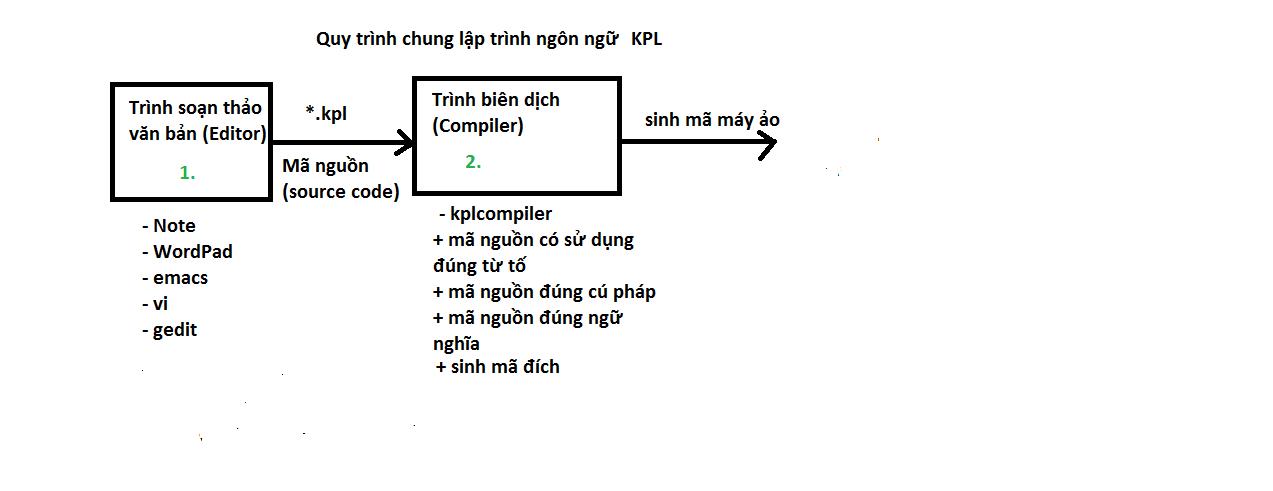 Quy trình chung lập trình ngôn ngữ KPL
Trình soạn thảo
văn bản (Editor)
1.
*.kpl
Mã nguồn
(source code)
Trình biên dịch
(Compiler)
2.
sinh mã máy ảo
- Note
- WordPad
- emacs
- vi
- gedit
- kplcompiler
+ mã nguồn có sử dụng
đúng từ tố
+ mã nguồn đúng cú pháp
+ mã nguồn đúng ngữ
nghĩa
+ sinh mã đích